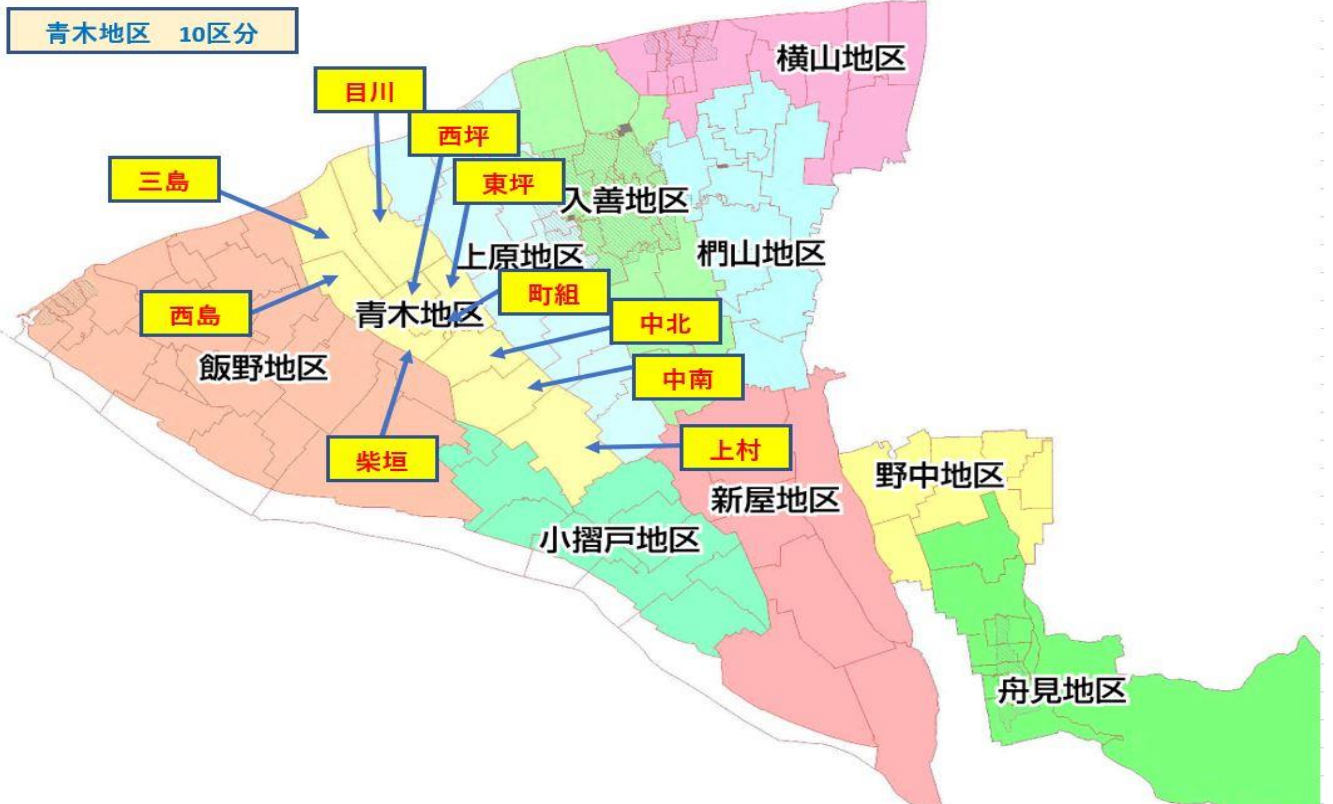 青木地区 10区分
横山地区
目川
西坪
三島
東坪
入善地区
上原地区
椚山地区
町組
西島
青木地区
中北
飯野地区
中南
柴垣
上村
野中地区
新屋地区
小摺戸地区
舟見地区